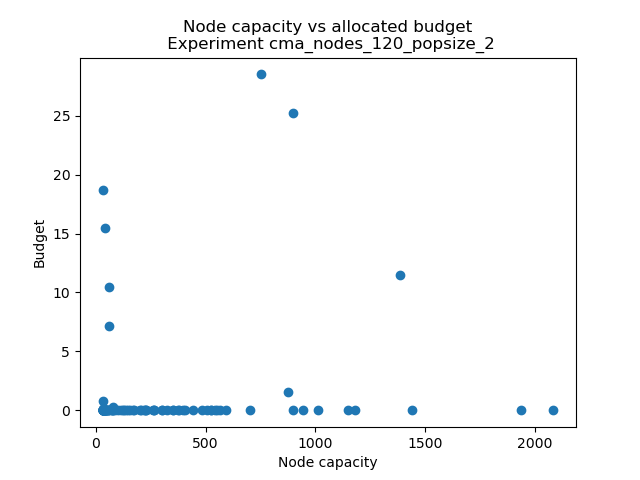 Node capacity vs allocated budget
Experiment cma_nodes_120_popsize_2
25
20
15
10
5
0
Budget
0 500 1000 1500 2000
Node capacity